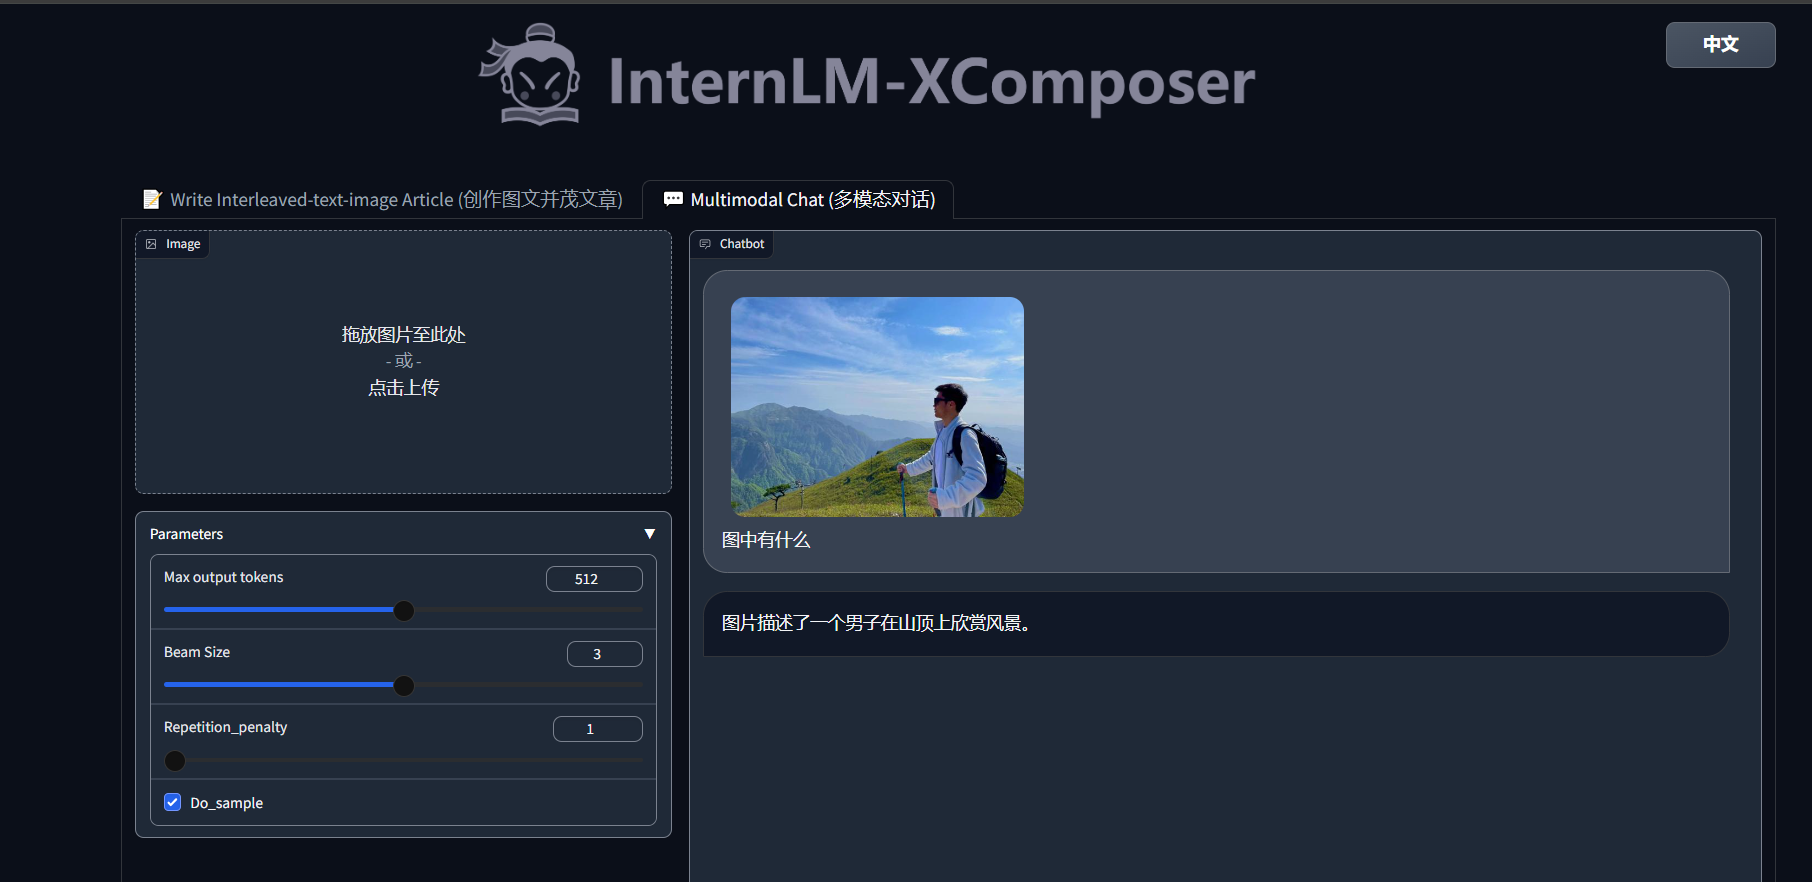 InternLM-XComposer
中文
Write Interleaved-text-image Article (创作图文并茂文章)
Multimodal Chat (多模态对话)
Image
拖放图片至此处
- 或 -
点击上传
Parameters
Max output tokens
512
Beam Size
3
Repetition_penalty
1
Do_sample
Chatbot
图中有什么
图片描述了一个男子在山顶上欣赏风景。